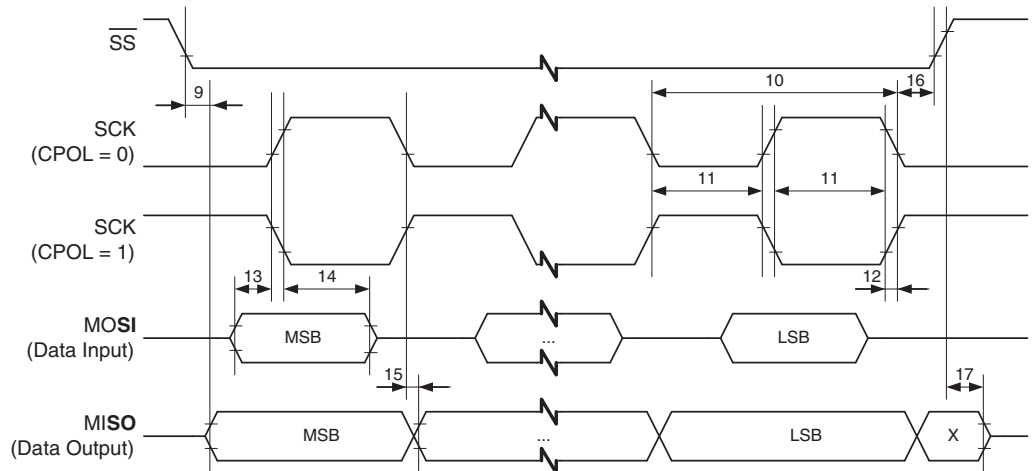 SS
10
16
9
SCK
(CPOL = 0)
11
11
SCK
(CPOL = 1)
13
14
12
MOSI
(Data Input)
MSB
...
LSB
15
17
MISO
(Data Output)
MSB
...
LSB
X